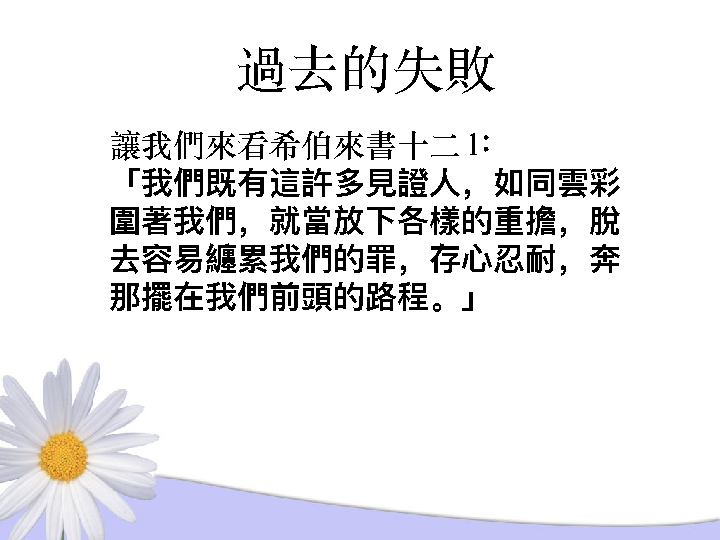 過去的失敗
讓我們來看希伯來書十二 1：
「我們既有這許多見證人，如同雲彩
圍著我們，就當放下各樣的重擔，脫
去容易纏累我們的罪，存心忍耐，奔
那擺在我們前頭的路程。」